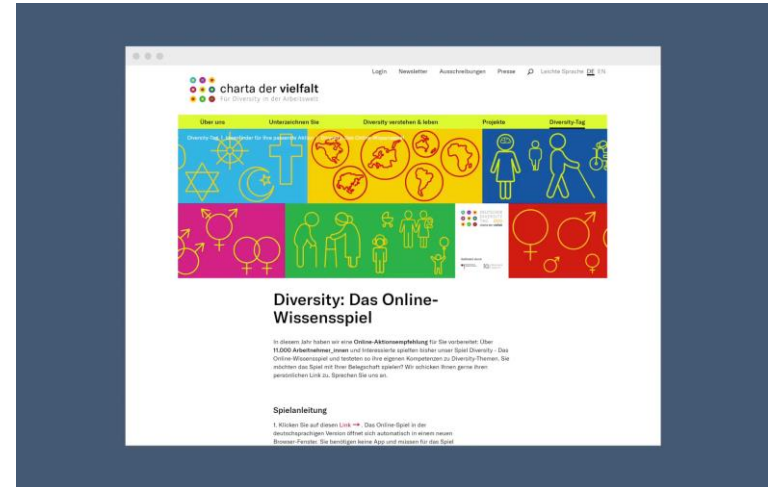 Login Newsletter Ausschreibungen Presse Leichte Sprache DE EN
charta der vielfalt
Für Diversity in der Arbeitswelt
Über uns Unterzeichnen Sie Diversity verstehen & leben Projekte Diversity-Tag
Diversity: Das Online-
Wissensspiel
In diesem Jahr haben wir eine Online-Aktionsempfehlung für Sie vorbereitet: Über
11.000 Arbeitnehmer_innen und Interessierte spielten bisher unser Spiel Diversity - Das
Online-Wissensspiel und testeten so ihre eigenen Kompetenzen zu Diversity-Themen. Sie
möchten das Spiel mit Ihrer Belegschaft spielen? Wir schicken Ihnen gerne ihren
persönlichen Link zu. Sprechen Sie uns an.
Spielanleitung
1. Klicken Sie auf diesen Link → . Das Online-Spiel in der
deutschsprachigen Version öffnet sich automatisch in einem neuen
Browser-Fenster. Sie benötigen keine App und müssen für das Spiel